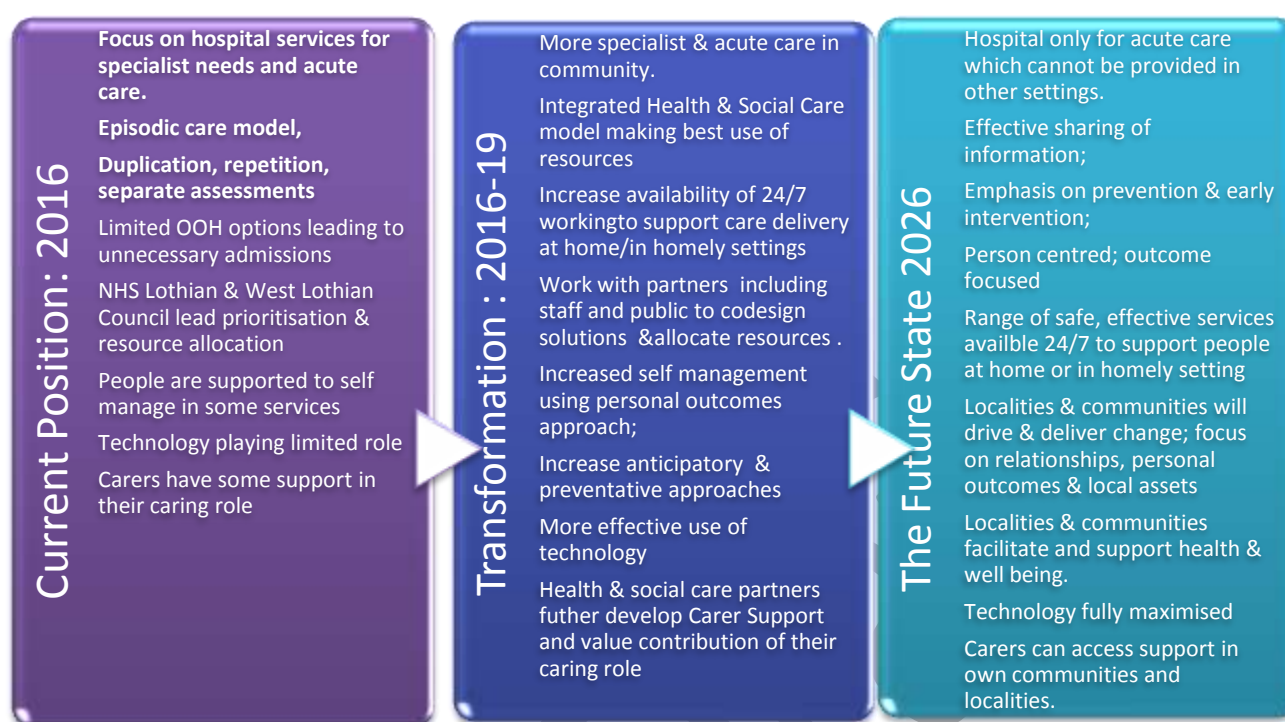 Current Position: 2016
Focus on hospital services for
specialist needs and acute
care.
Episodic care model,
Duplication, repetition,
separate assessments
Limited OOH options leading to
unnecessary admissions
NHS Lothian & West Lothian
Council lead prioritisation &
resource allocation
People are supported to self
manage in some services
Technology playing limited role
Carers have some support in
their caring role
Transformation : 2016-19
More specialist & acute care in
community.
Integrated Health & Social Care
model making best use of
resources
Increase availability of 24/7
workingto support care delivery
at home/in homely settings
Work with partners including
staff and public to codesign
solutions &allocate resources .
Increased self management
using personal outcomes
approach;
Increase anticipatory &
preventative approaches
More effective use of
technology
Health & social care partners
futher develop Carer Support
and value contribution of their
caring role
The Future State 2026
Hospital only for acute care
which cannot be provided in
other settings.
Effective sharing of
information;
Emphasis on prevention & early
intervention;
Person centred; outcome
focused
Range of safe, effective services
availble 24/7 to support people
at home or in homely setting
Localities & communities will
drive & deliver change; focus
on relationships, personal
outcomes & local assets
Localities & communities
facilitate and support health &
well being.
Technology fully maximised
Carers can access support in
own communities and
localities.